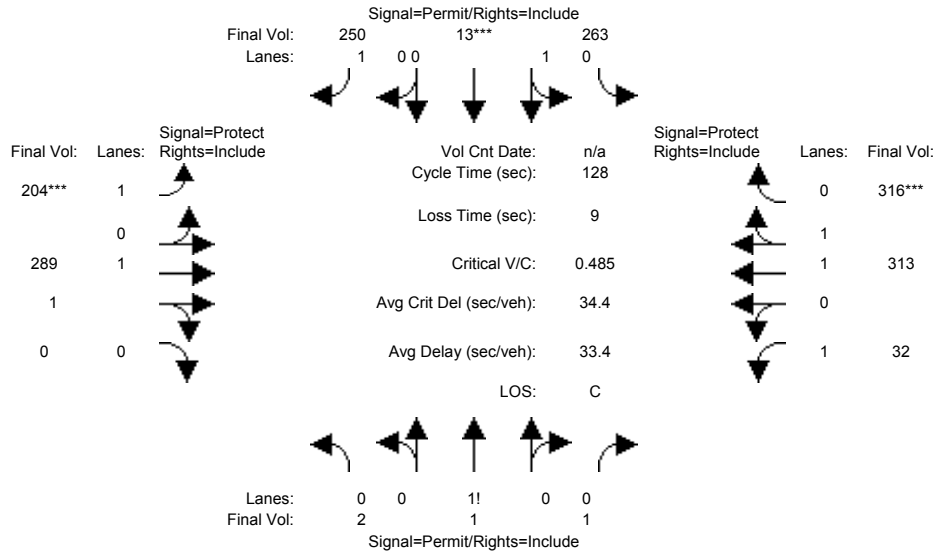 Signal=Permit/Rights=Include
Final Vol: 250 13*** 263
Lanes: 1 0 0 1 0
Signal=Protect
Final Vol: Lanes: Rights=Include
Vol Cnt Date: n/a
Signal=Protect
Rights=Include Lanes: Final Vol:
Cycle Time (sec): 128
204*** 1
0 316***
Loss Time (sec): 9
0
1
289 1
Critical V/C: 0.485
1 313
1
Avg Crit Del (sec/veh): 34.4
0
0 0
Avg Delay (sec/veh): 33.4
1 32
LOS: C
Lanes: 0 0 1! 0 0
Final Vol: 2 1 1
Signal=Permit/Rights=Include